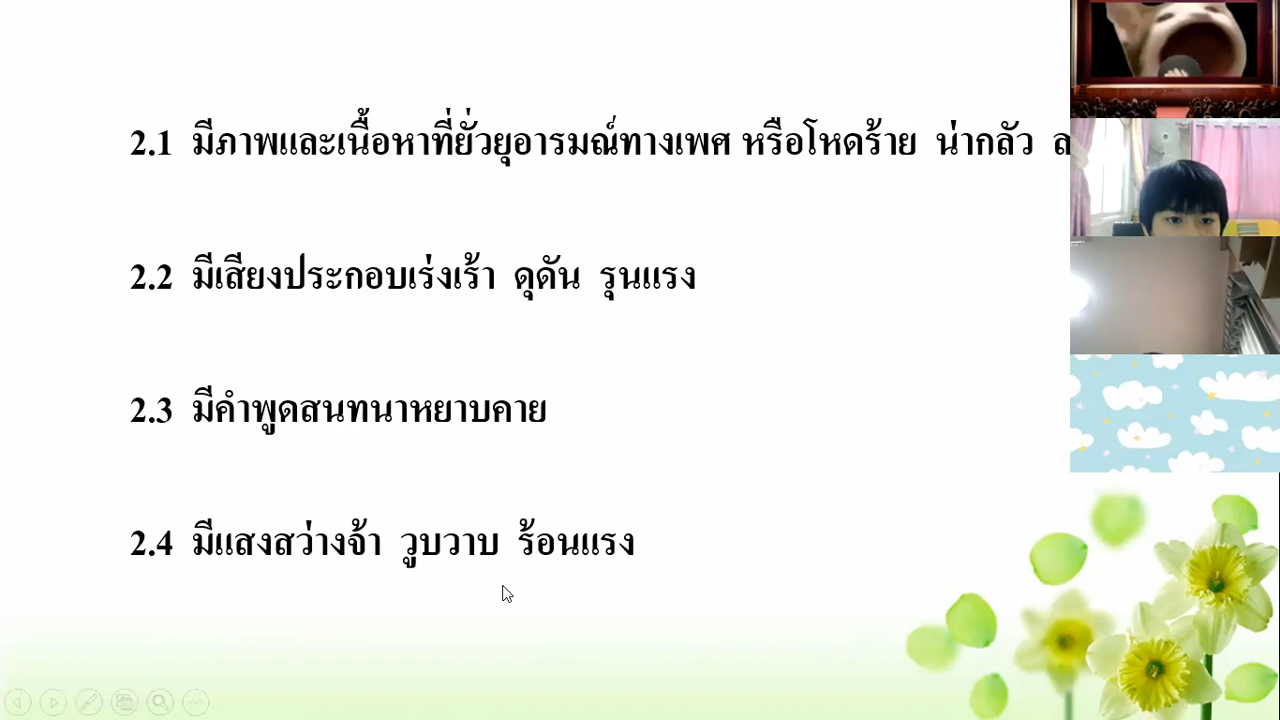 2.1 มีภาพและเนื้อหาที่ยั่วยุอารมณ์ทางเพศ หรือโหดร้าย น่ากลัว
2.2 มีเสียงประกอบเร่งเร้า ดุดัน รุนแรง
2.3 มีคำพูดสนทนาหยาบคาย
2.4 มีแสงสว่างจ้า วูบวาบ ร้อนแรง